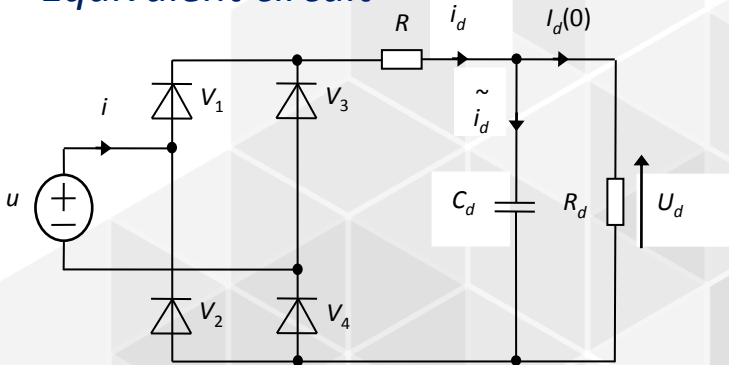 Equivalent circuit
R
i_d
I_d(0)
i
V_1
V_3
~
i_d
u
C_d
R_d
U_d
V_2
V_4